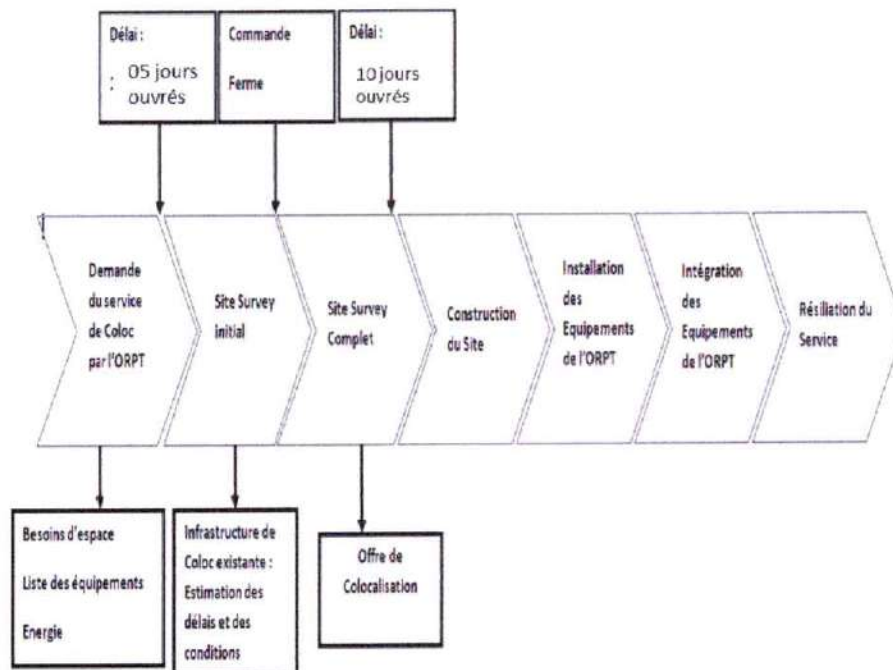 Délai :
: 05 jours
ouvrés
Commande
Ferme
Délai :
10 jours
ouvrés
Demande
du service
de Coloc
par l'ORPT
Site Survey
initial
Site Survey
Complet
Construction
du Site
Installation
des
Equipements
de l'ORPT
Intégration
des
Equipements
de l'ORPT
Résiliation du
Service
Besoins d'espace
Liste des équipements
Energie
Infrastructure de
Coloc existante :
Estimation des
délais et des
conditions
Offre de
Colocalisation